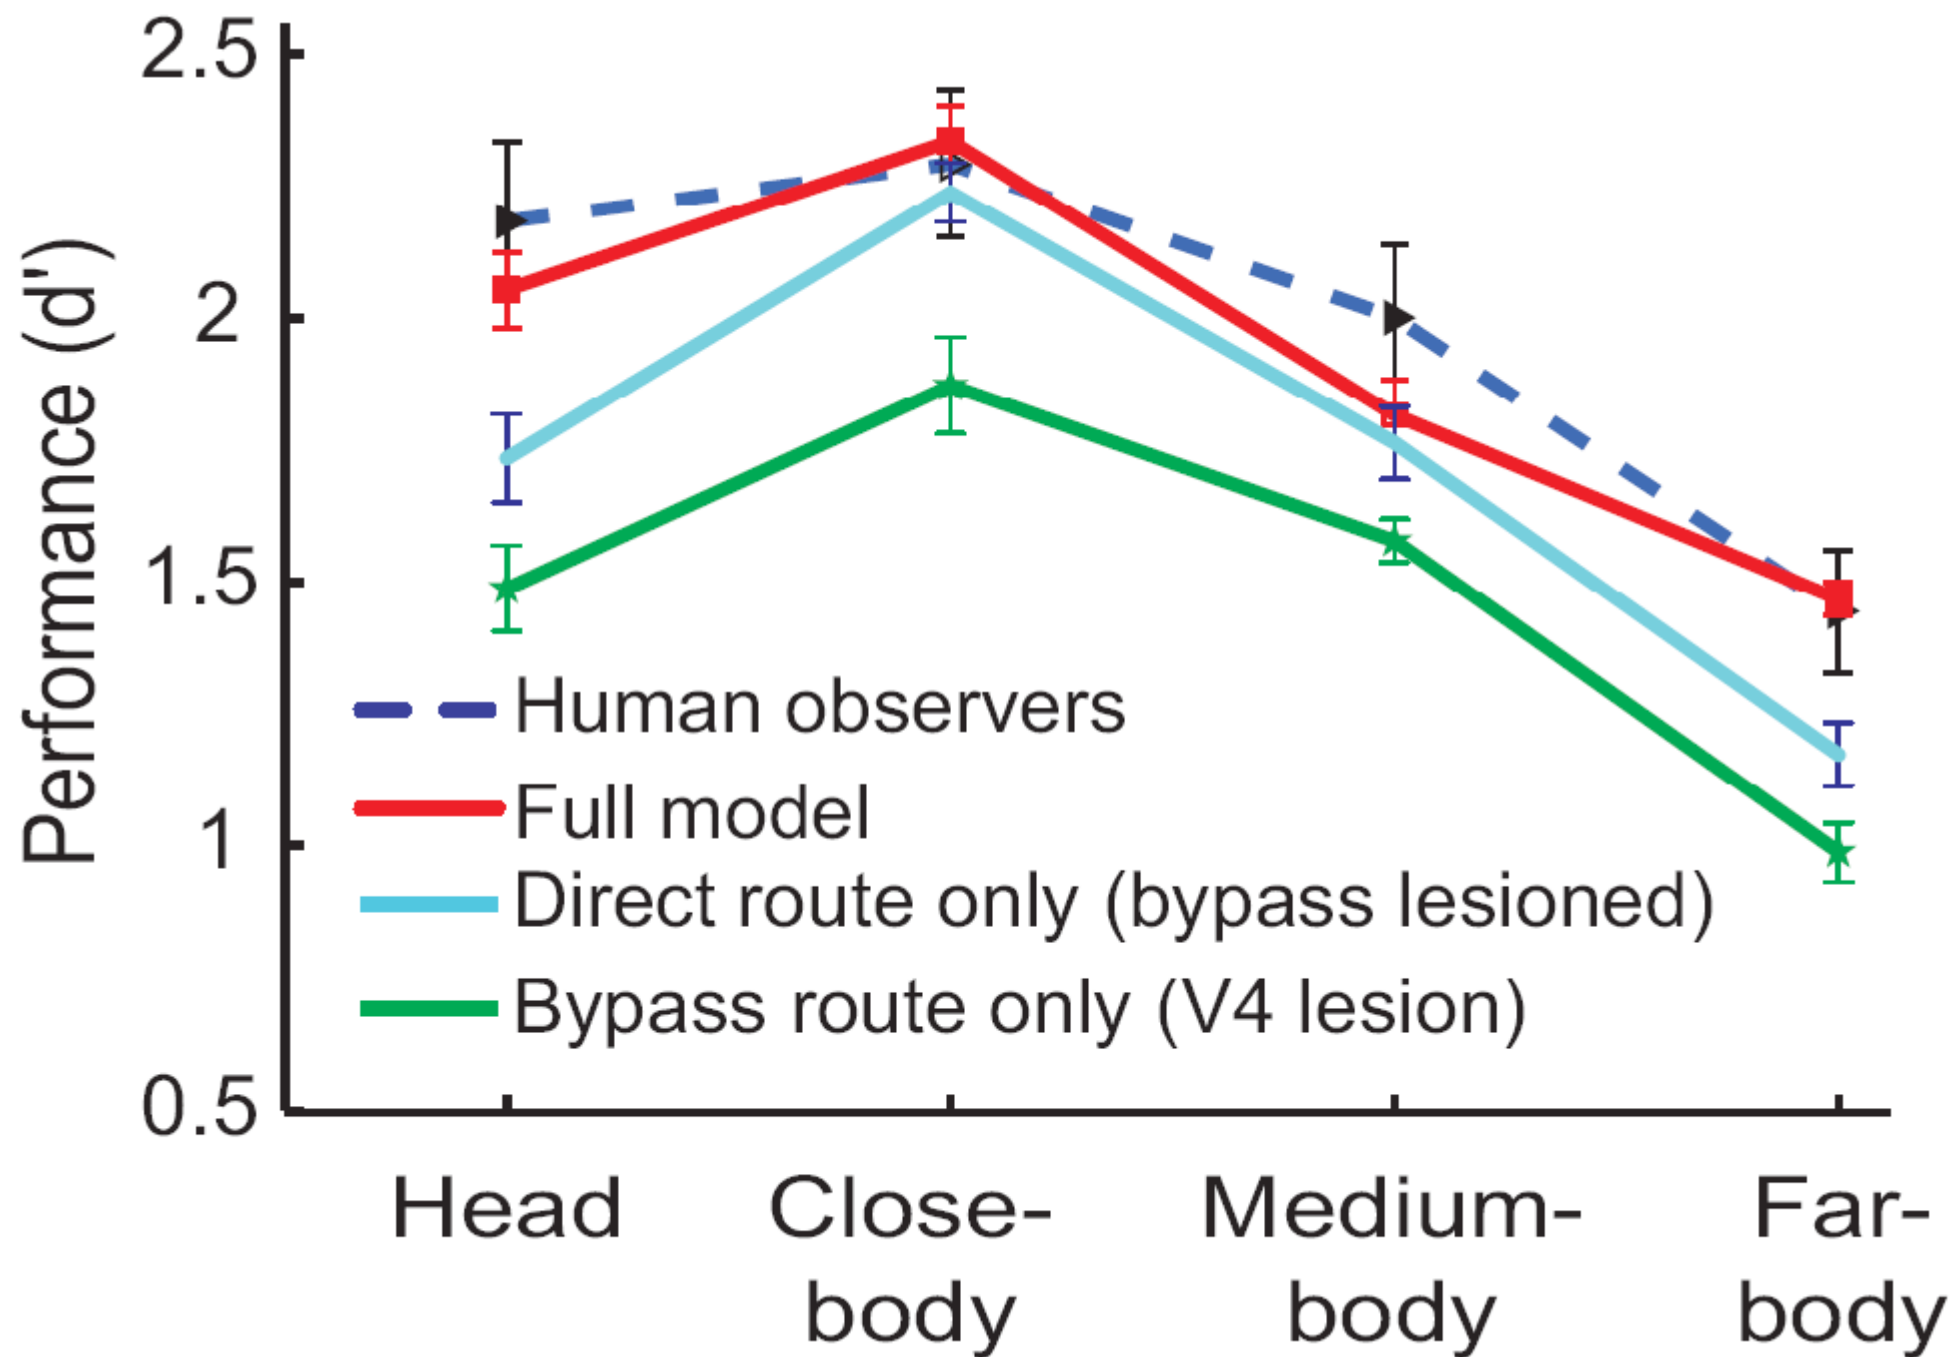 2.5
2
1.5
1
0.5
Performance (d')
Human observers
Full model
Direct route only (bypass lesioned)
Bypass route only (V4 lesion)
Head
Close-
body
Medium-
body
Far-
body